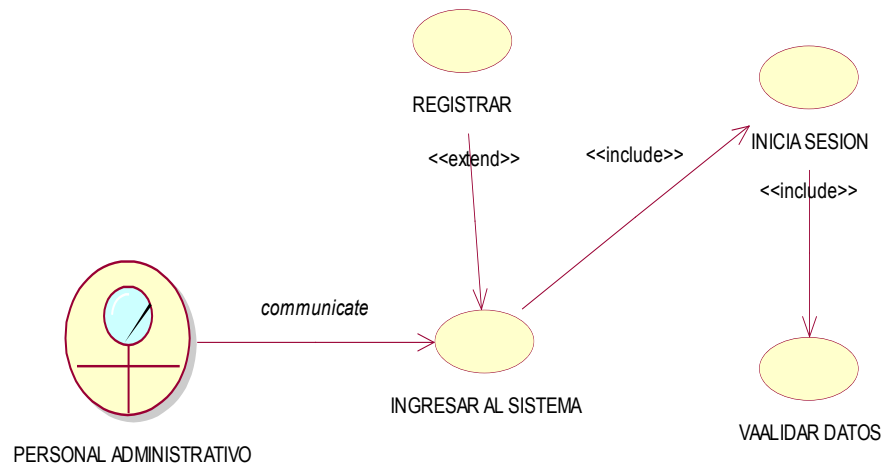 REGISTRAR
INICIA SESION
<<extend>>
<<include>>
<<include>>
communicate
INGRESAR AL SISTEMA
VAALIDAR DATOS
PERSONAL ADMINISTRATIVO